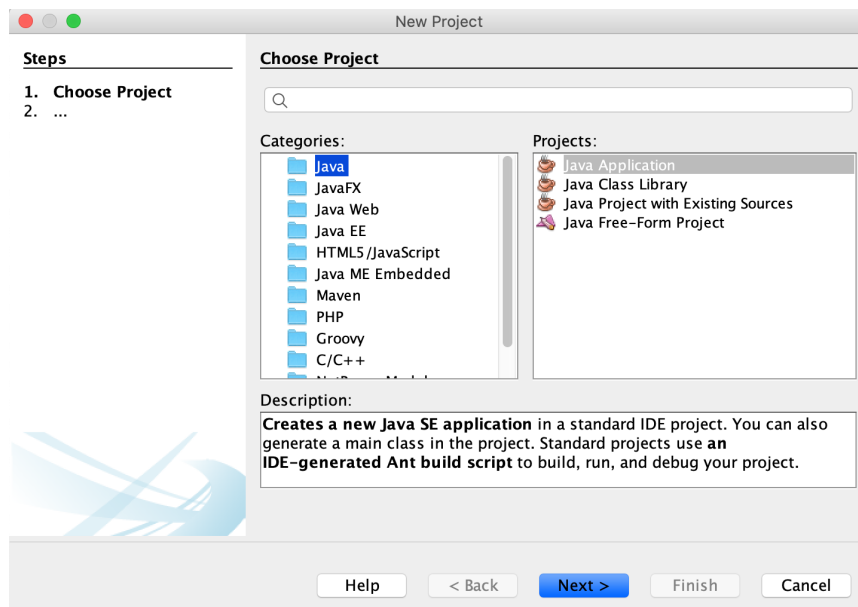 New Project
Steps
1. Choose Project
2. ...
Choose Project
Categories:
Java
JavaFX
Java Web
Java EE
HTML5/JavaScript
Java ME Embedded
Maven
PHP
Groovy
C/C++
Projects:
Java Application
Java Class Library
Java Project with Existing Sources
Java Free-Form Project
Description:
Creates a new Java SE application in a standard IDE project. You can also
generate a main class in the project. Standard projects use an
IDE-generated Ant build script to build, run, and debug your project.
Help
< Back
Next >
Finish
Cancel